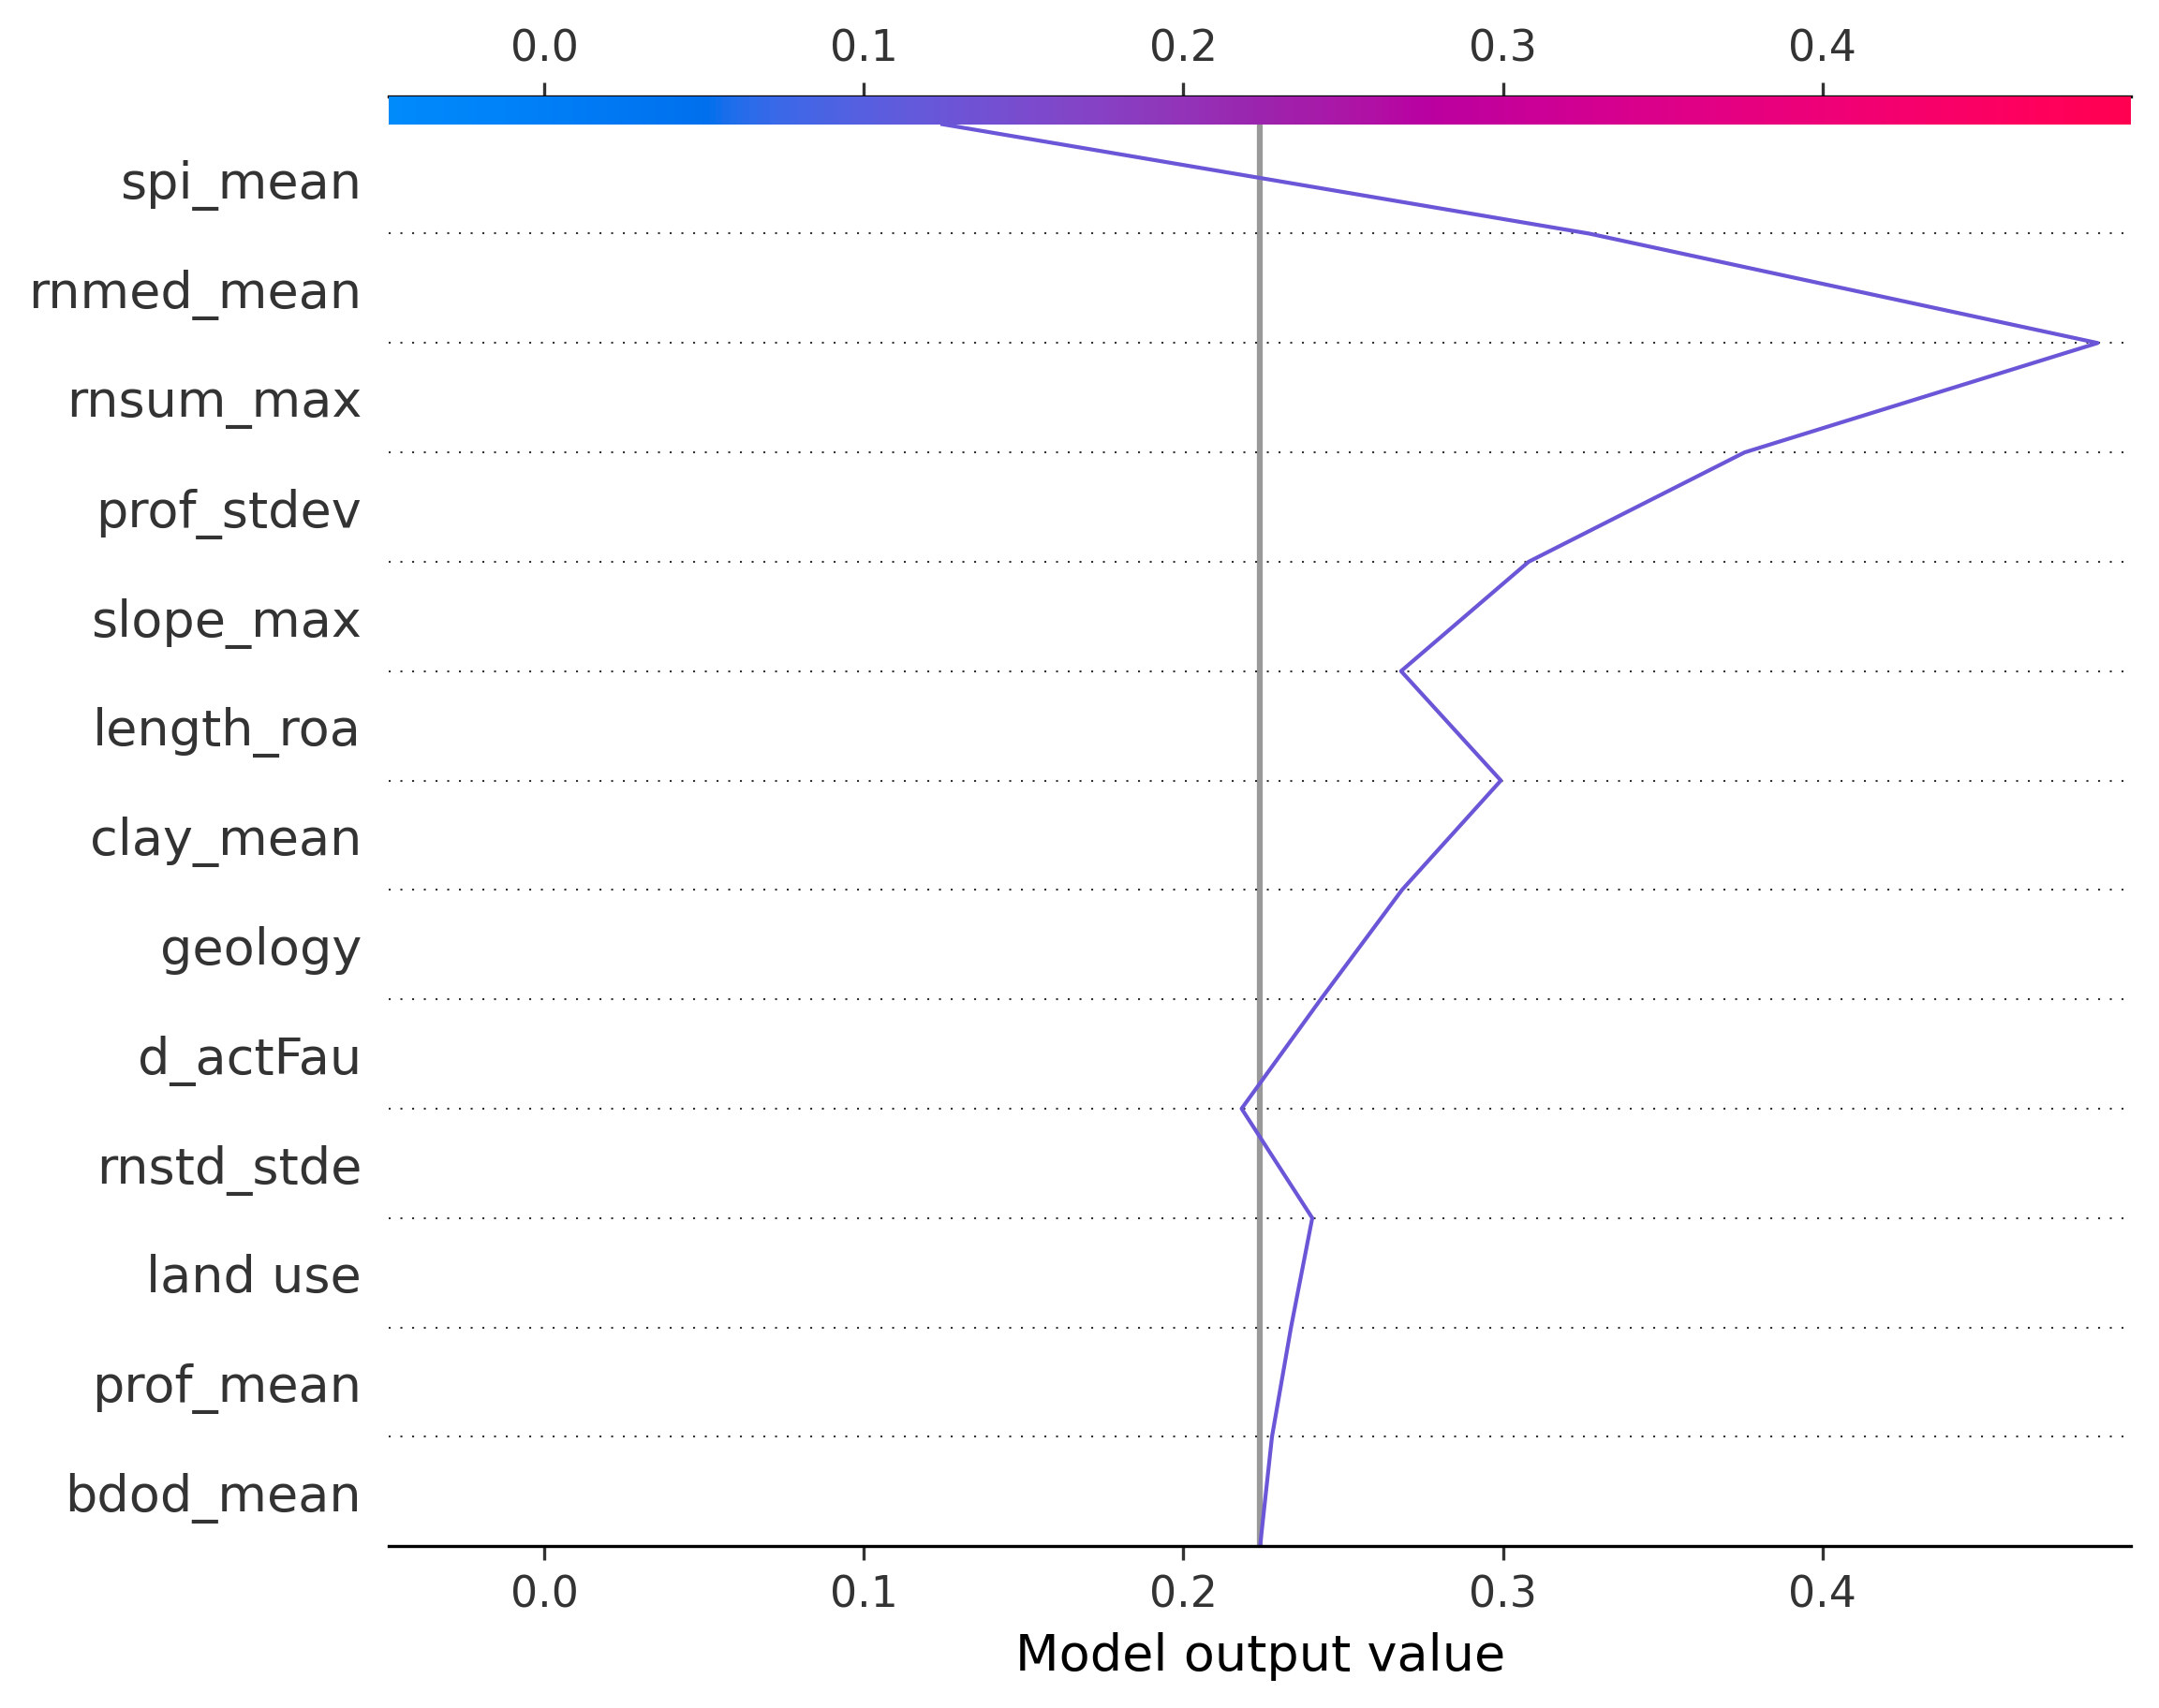 0.0 0.1 0.2 0.3 0.4
spi_mean
rnmed_mean
rnsum_max
prof_stdev
slope_max
length_roa
clay_mean
geology
d_actFau
rnstd_stde
land use
prof_mean
bdod_mean
0.0 0.1 0.2 0.3 0.4
Model output value